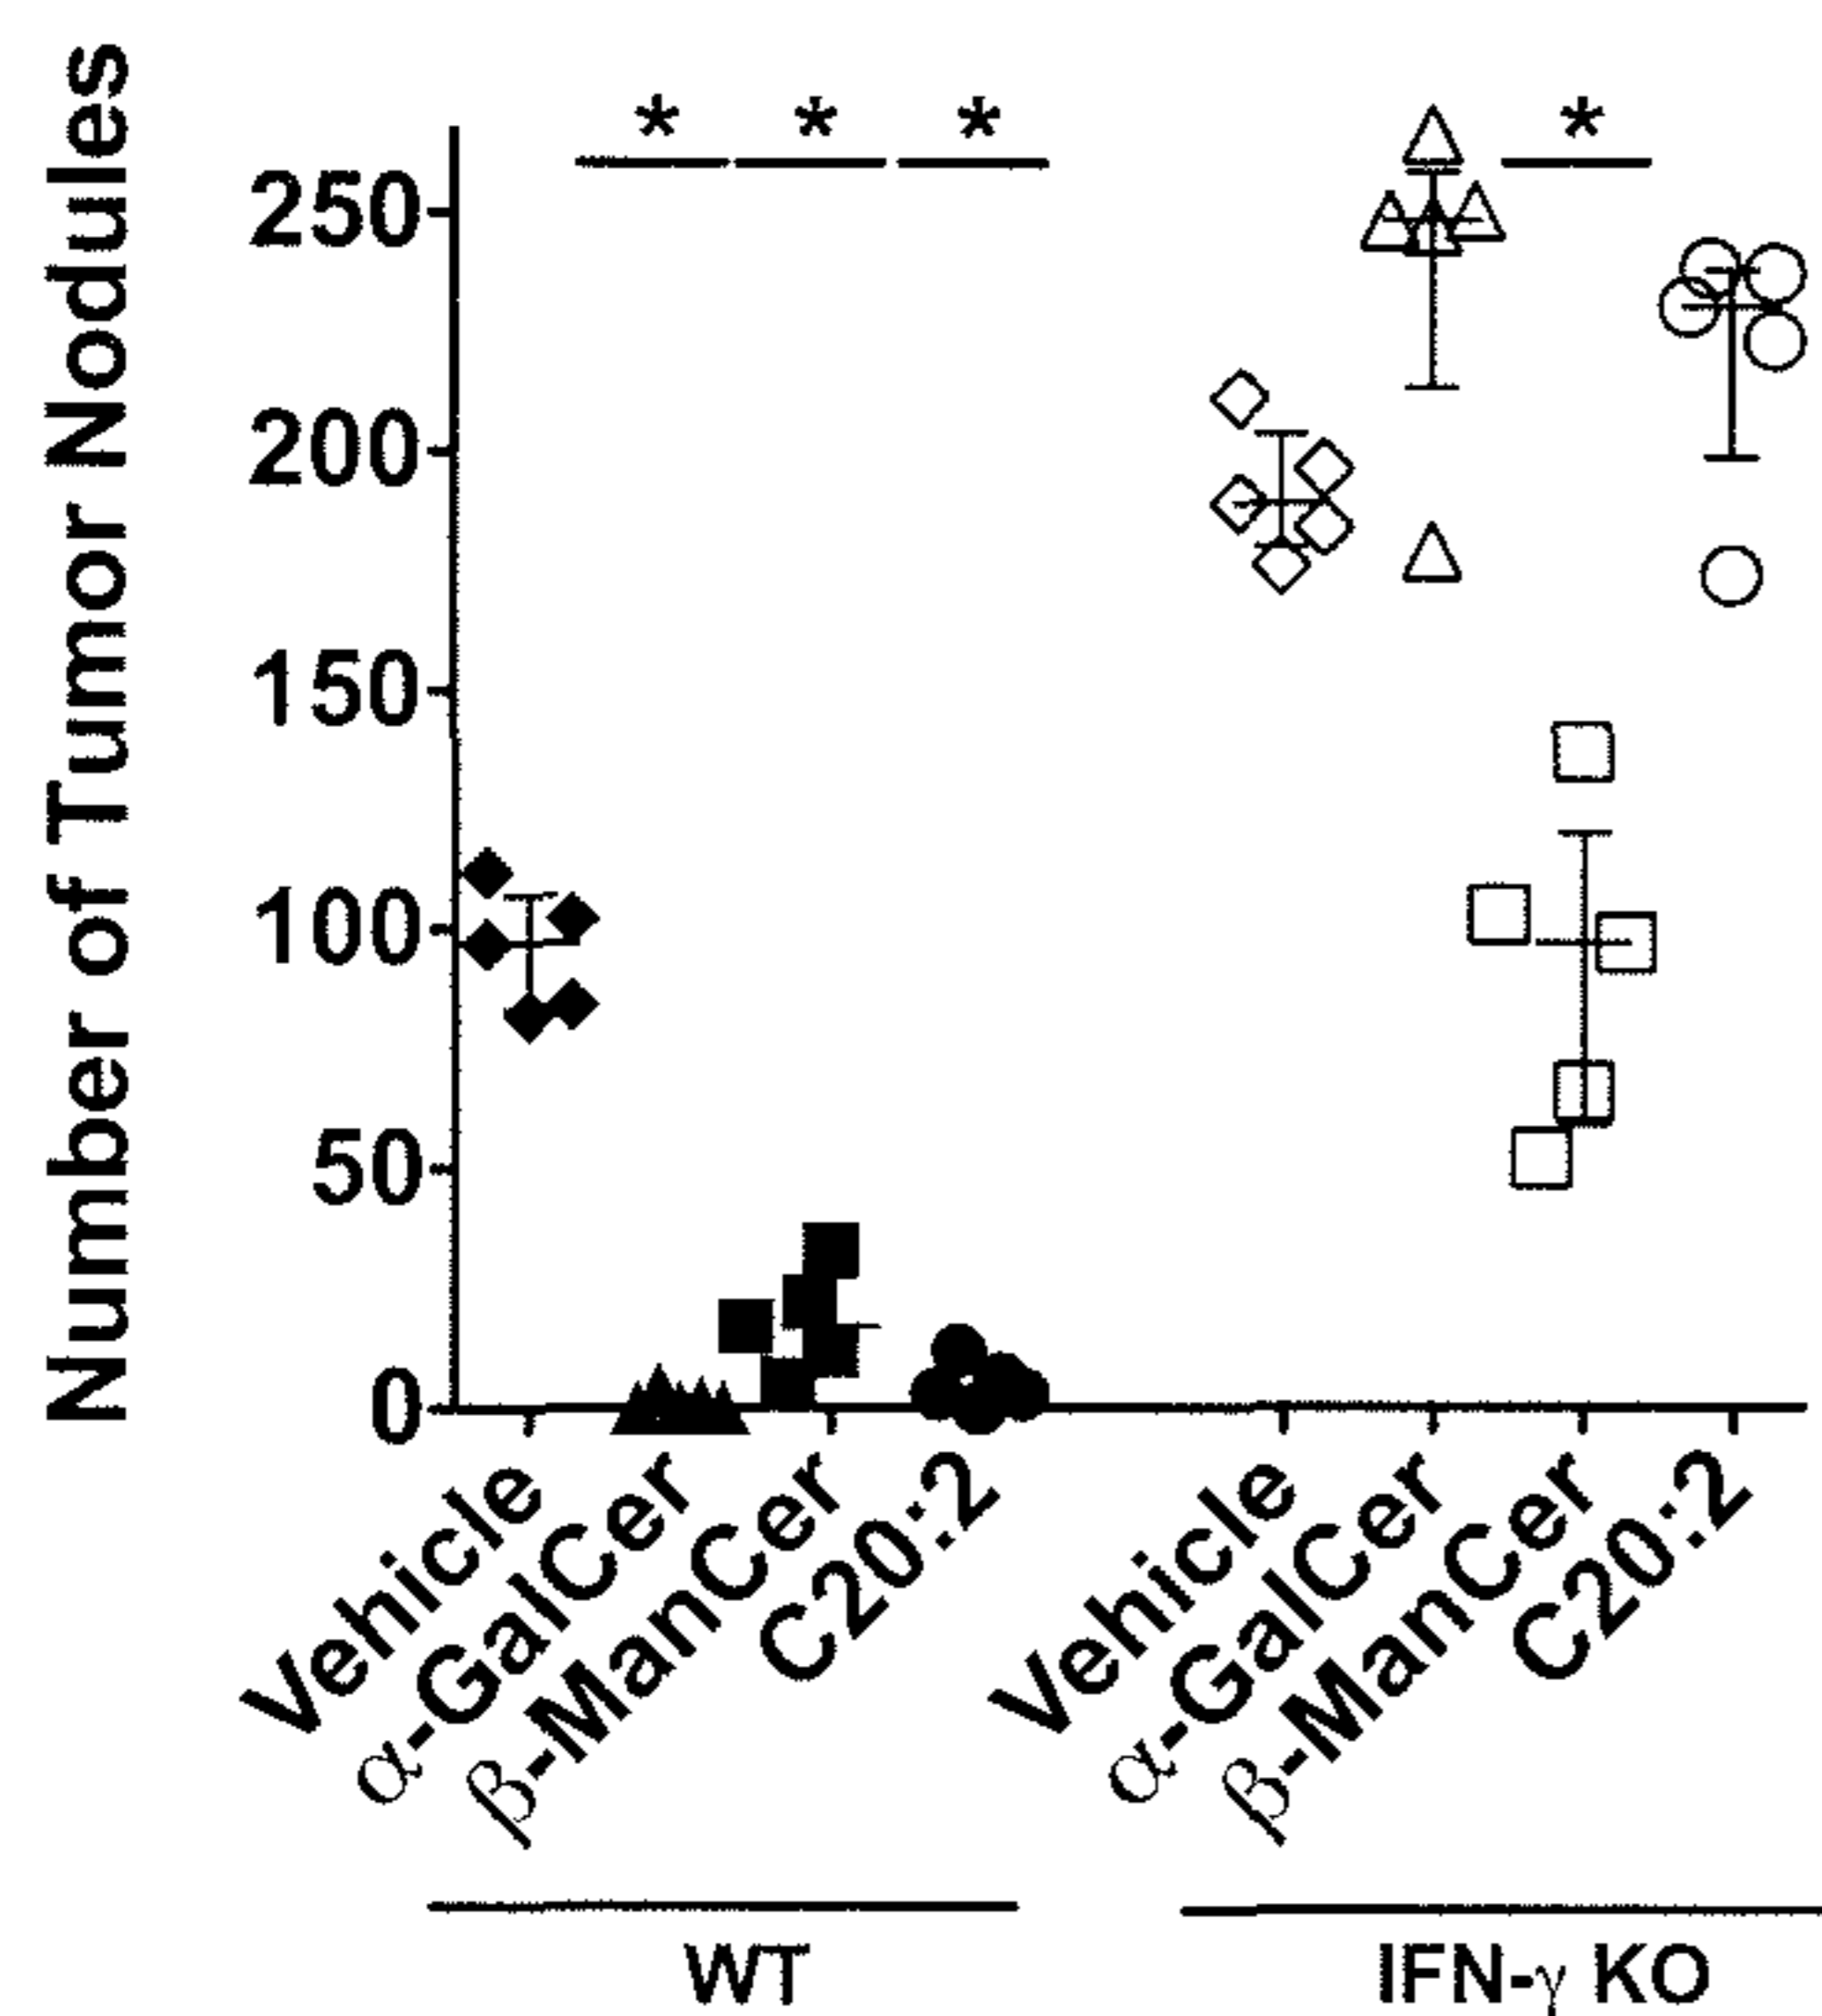 Number of Tumor Nodules
* * * *
250
200
150
100
50
0
Vehicle
α-GalCer
β-ManCer
C20:2
Vehicle
α-GalCer
β-ManCer
C20:2
WT
IFN-γ KO